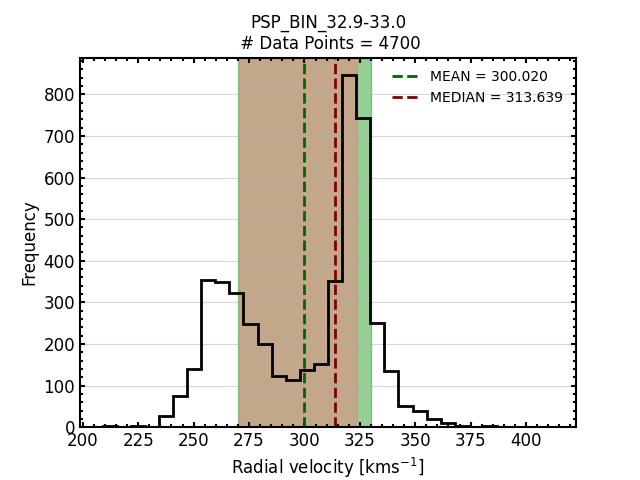 PSP_BIN_32.9-33.0
# Data Points = 4700
MEAN = 300.020
MEDIAN = 313.639
800
700
600
500
400
300
200
100
0
Frequency
200 225 250 275 300 325 350 375 400
Radial velocity [kms⁻¹]